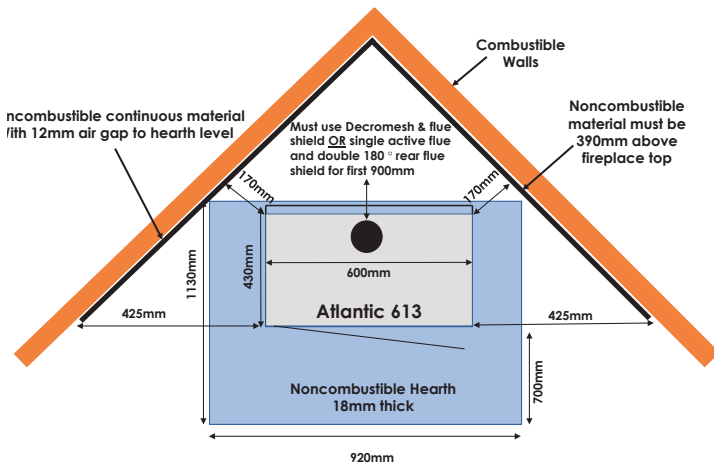 Combustible
Walls
ncombustible continuous material
ith 12mm air gap to hearth level
Must use Decromesh & flue
shield OR single active flue
and double 180 ° rear flue
shield for first 900mm
Noncombustible
material must be
390mm above
fireplace top
170mm
170mm
1130mm
430mm
600mm
Atlantic 613
425mm
425mm
700mm
Noncombustible Hearth
18mm thick
920mm